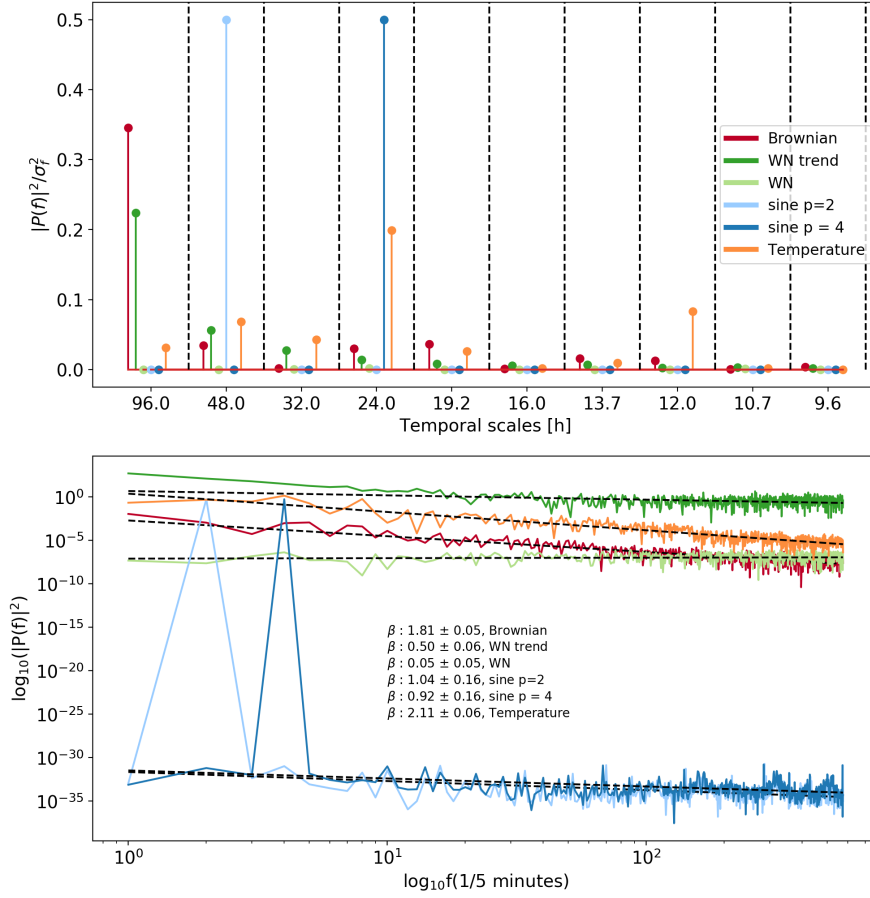 0.5
0.4
0.3
0.2
0.1
0.0
|P(f)|²/σ_f²
Brownian
WN trend
WN
sine p=2
sine p = 4
Temperature
96.0 48.0 32.0 24.0 19.2 16.0 13.7 12.0 10.7 9.6
Temporal scales [h]
10⁰
10⁻⁵
10⁻¹⁰
10⁻¹⁵
10⁻²⁰
10⁻²⁵
10⁻³⁰
10⁻³⁵
log₁₀(|P(f)|²)
β : 1.81 ± 0.05, Brownian
β : 0.50 ± 0.06, WN trend
β : 0.05 ± 0.05, WN
β : 1.04 ± 0.16, sine p=2
β : 0.92 ± 0.16, sine p = 4
β : 2.11 ± 0.06, Temperature
10⁰ 10¹ 10²
log₁₀f(1/5 minutes)